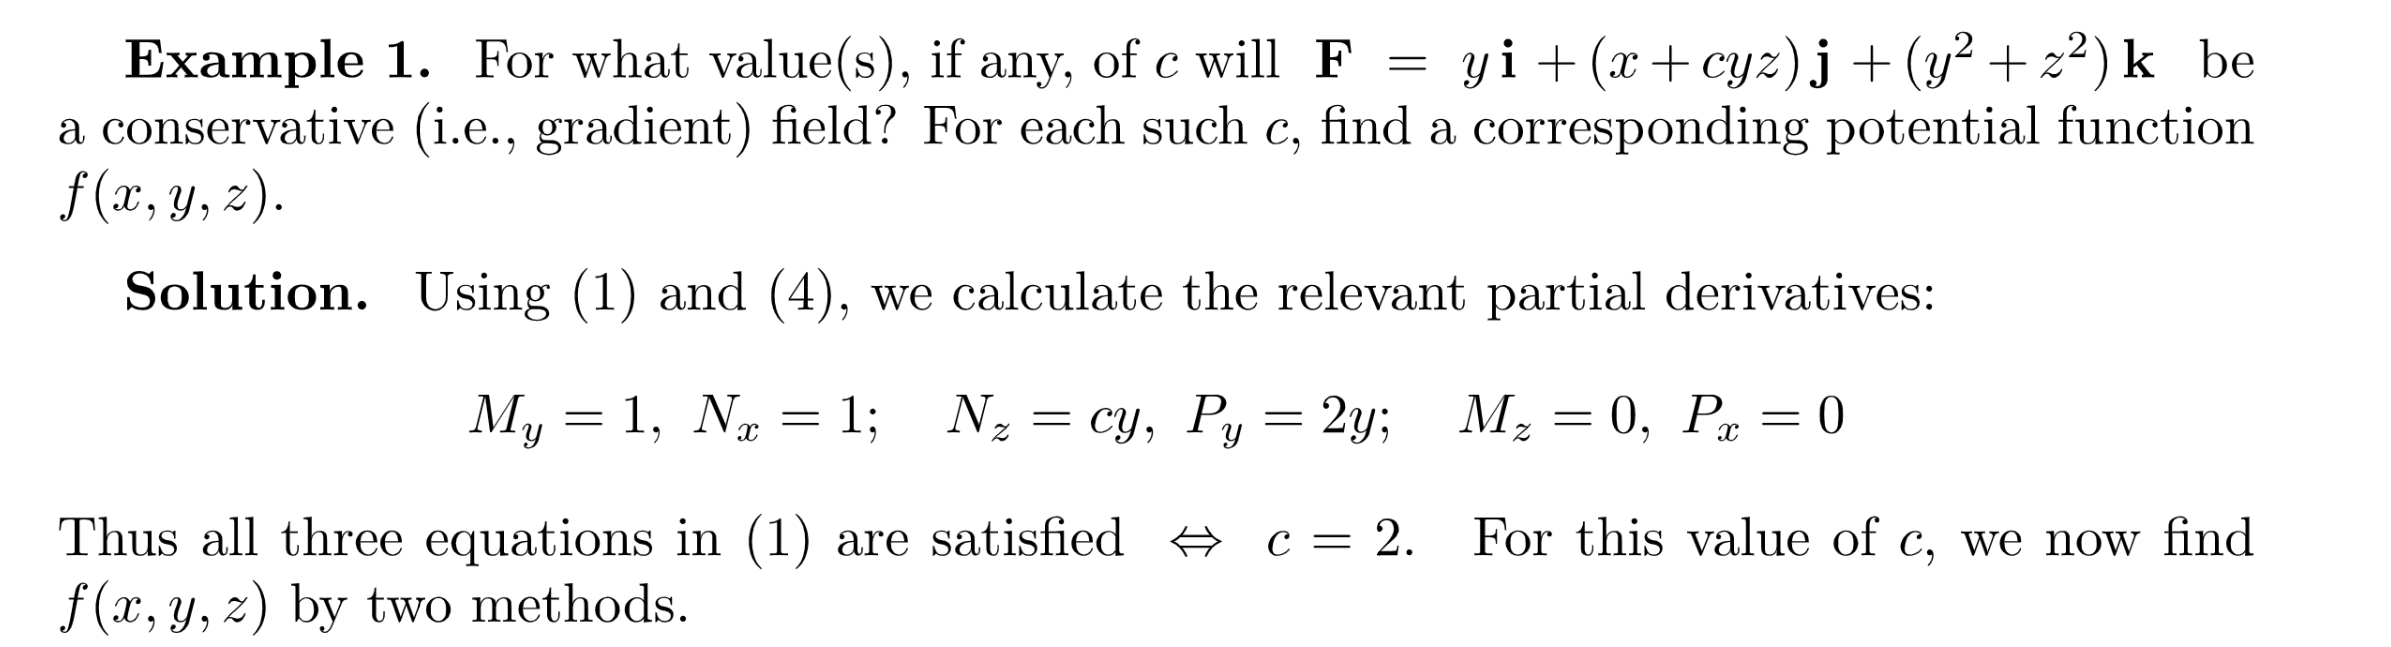 Example 1. For what value(s), if any, of c will F = y i + (x + cyz) j + (y² + z²) k be
a conservative (i.e., gradient) field? For each such c, find a corresponding potential function
f(x, y, z).
Solution. Using (1) and (4), we calculate the relevant partial derivatives:
M_y = 1, N_x = 1; N_z = cy, P_y = 2y; M_z = 0, P_x = 0
Thus all three equations in (1) are satisfied ⇔ c = 2. For this value of c, we now find
f(x, y, z) by two methods.